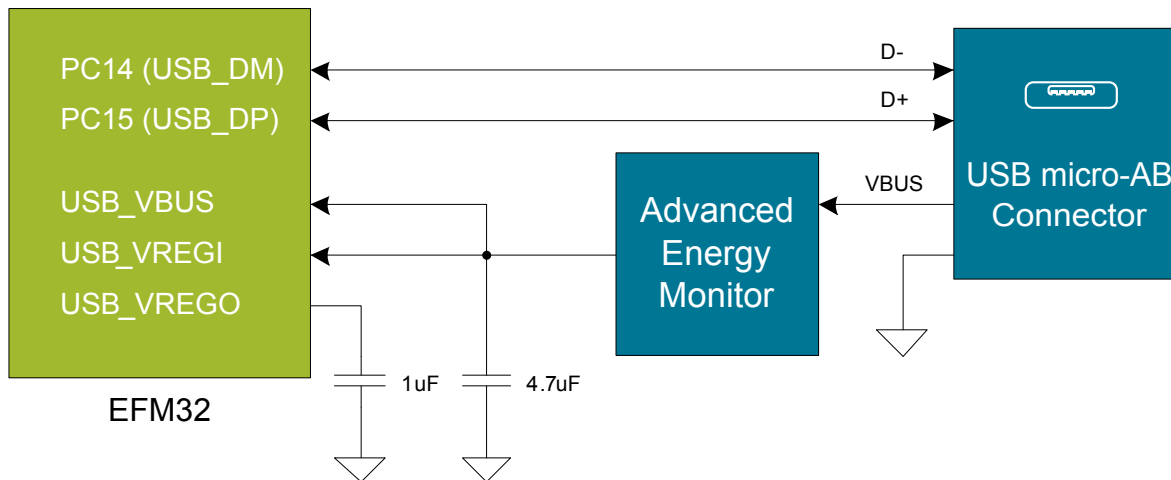 PC14 (USB_DM)
PC15 (USB_DP)
USB_VBUS
USB_VREGI
USB_VREGO
EFM32
1uF
4.7uF
D-
D+
VBUS
Advanced
Energy
Monitor
USB micro-AB
Connector